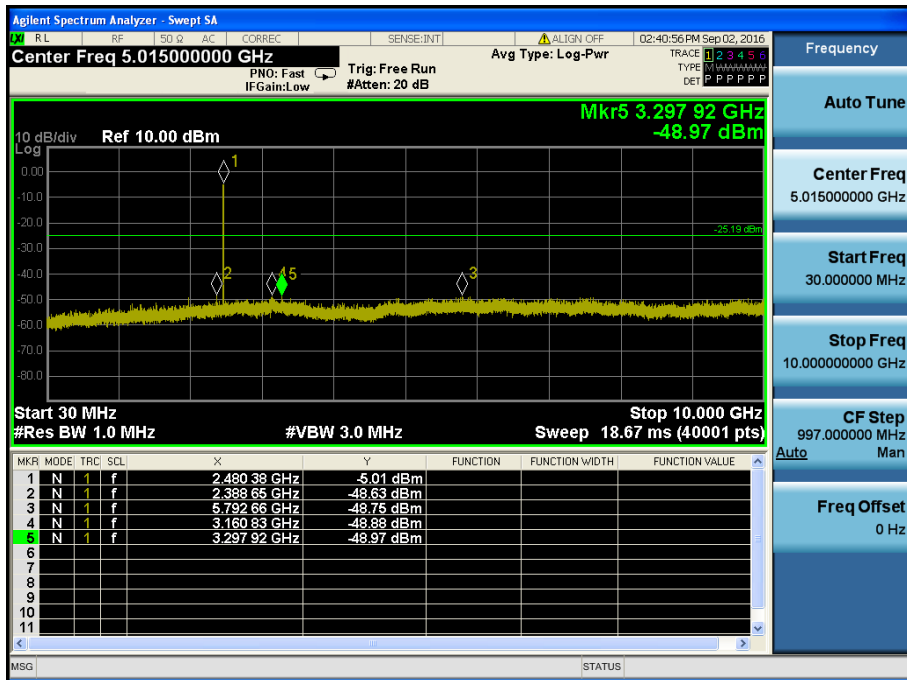 Agilent Spectrum Analyzer - Swept SA
LXI RL RF 50 Ω AC CORREC SENSE:INT ALIGN OFF 02:40:56 PM Sep 02, 2016
Center Freq 5.015000000 GHz
PNO: Fast
IFGain:Low
Trig: Free Run
#Atten: 20 dB
Avg Type: Log-Pwr
TRACE 1 2 3 4 5 6
TYPE M WWWWW
DET P P P P P P
Mkr5 3.297 92 GHz
-48.97 dBm
10 dB/div Ref 10.00 dBm
Log
0.00
-10.0
-20.0
-30.0
-40.0
-50.0
-60.0
-70.0
-80.0
1
2
4 5
3
-25.19 dBm
Start 30 MHz Stop 10.000 GHz
#Res BW 1.0 MHz #VBW 3.0 MHz Sweep 18.67 ms (40001 pts)
MKR MODE TRC SCL X Y FUNCTION FUNCTION WIDTH FUNCTION VALUE
1 N 1 f 2.480 38 GHz -5.01 dBm
2 N 1 f 2.388 65 GHz -48.63 dBm
3 N 1 f 5.792 66 GHz -48.75 dBm
4 N 1 f 3.160 83 GHz -48.88 dBm
5 N 1 f 3.297 92 GHz -48.97 dBm
6
7
8
9
10
11
MSG STATUS
Frequency
Auto Tune
Center Freq
5.015000000 GHz
Start Freq
30.000000 MHz
Stop Freq
10.000000000 GHz
CF Step
997.000000 MHz
Auto Man
Freq Offset
0 Hz